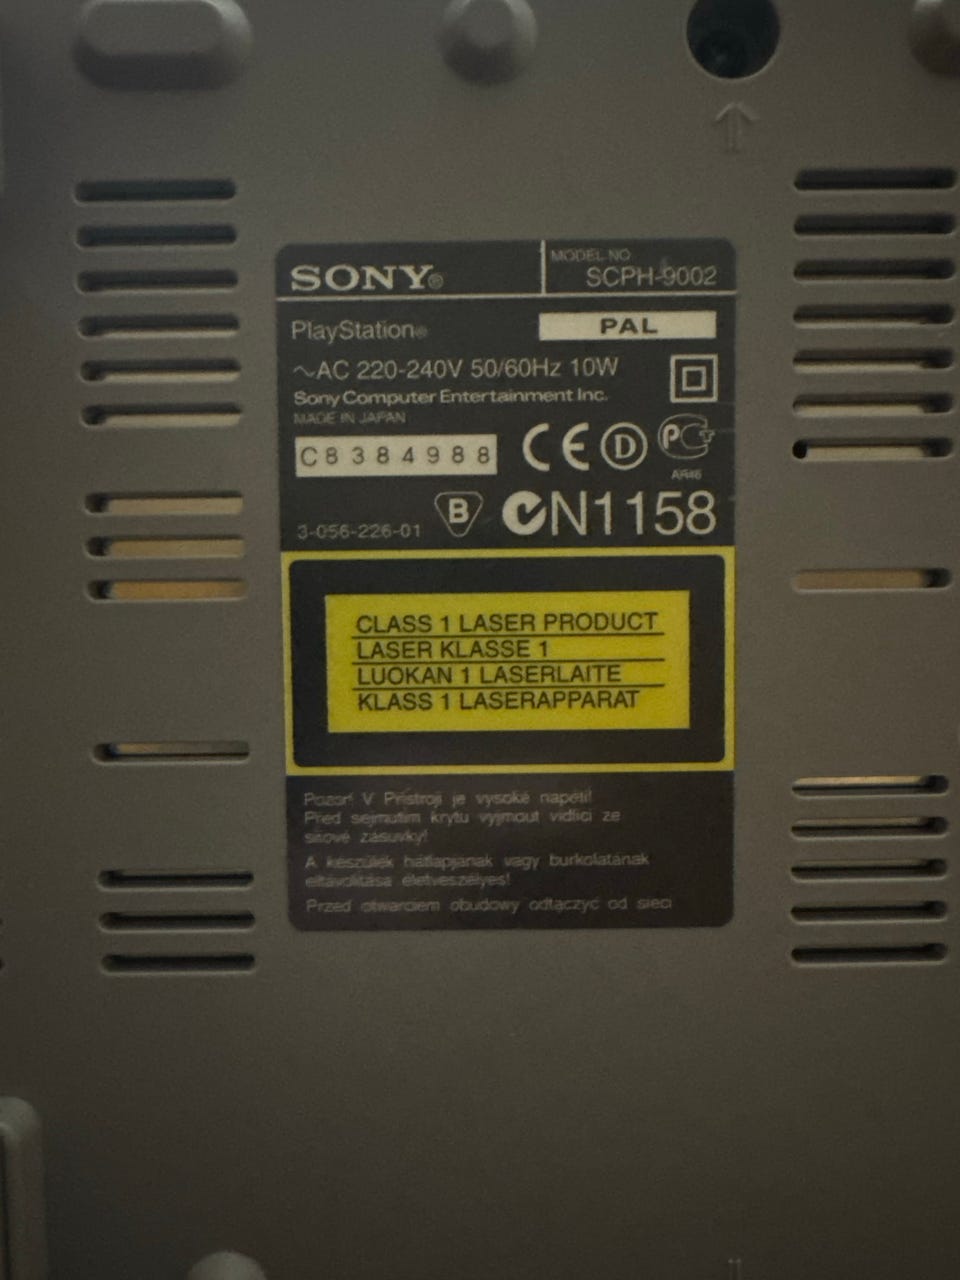 MODEL NO
SONY® SCPH-9002
PlayStation® PAL
~AC 220-240V 50/60Hz 10W
Sony Computer Entertainment Inc.
MADE IN JAPAN
C8384988 CE D PCT
AR46
3-056-226-01 B N1158
CLASS 1 LASER PRODUCT
LASER KLASSE 1
LUOKAN 1 LASERLAITE
KLASS 1 LASERAPPARAT
Pozor! V Přístroji je vysoké napětí!
Před sejmutím krytu vyjmout vidlici ze
síťové zásuvky!
A készülék hátlapjának vagy burkolatának
eltávolitása életveszélyes!
Przed otwarciem obudowy odłączyć od sieci